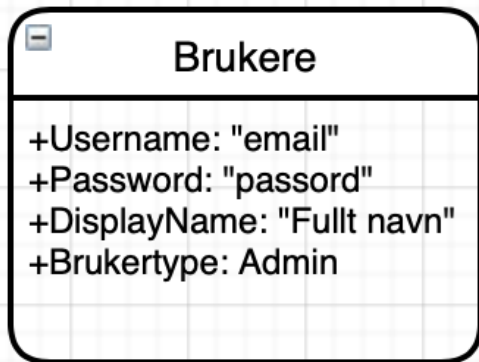 Brukere
+Username: "email"
+Password: "passord"
+DisplayName: "Fullt navn"
+Brukertype: Admin